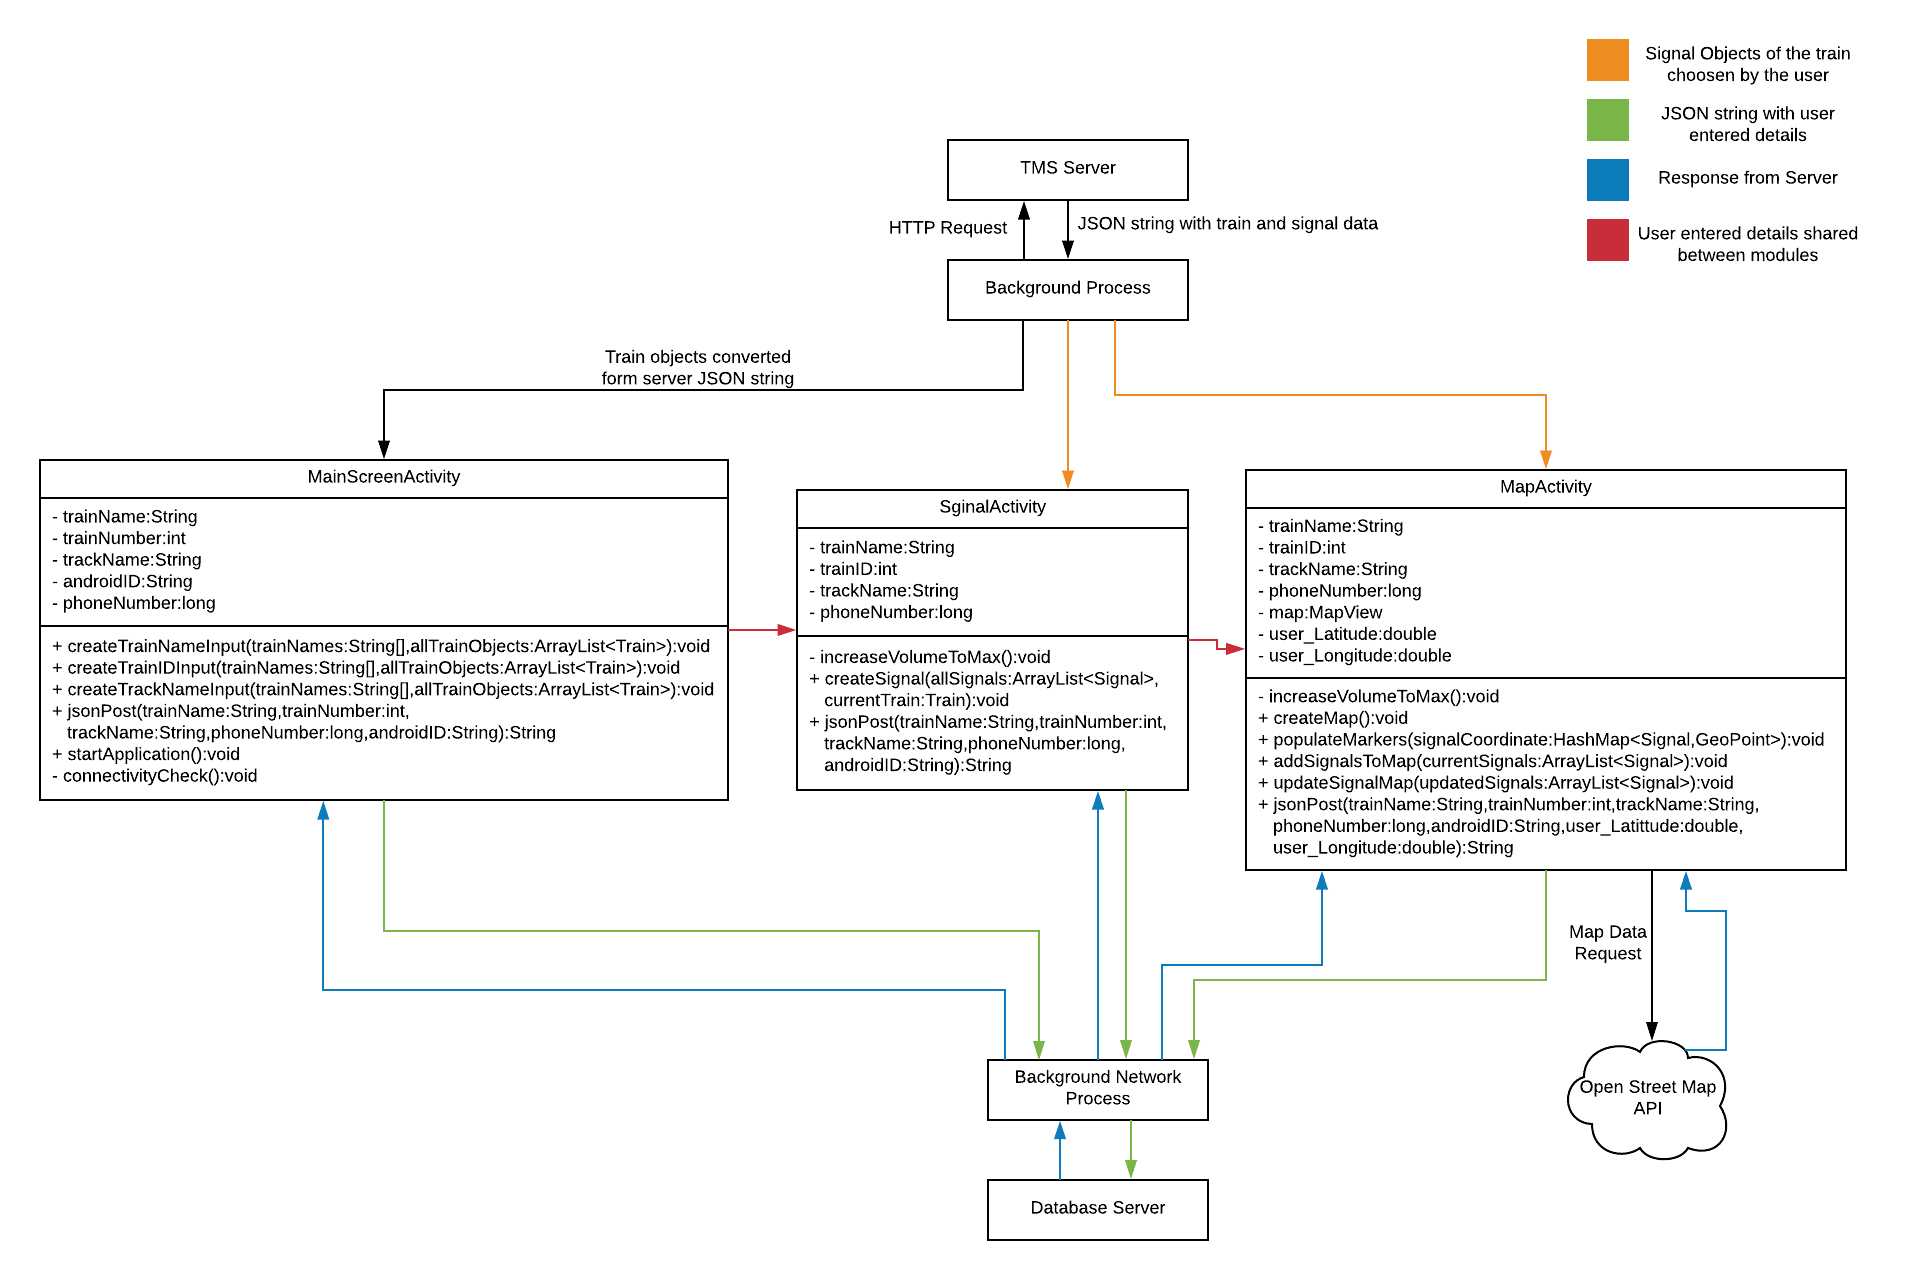 Signal Objects of the train
choosen by the user
JSON string with user
entered details
Response from Server
User entered details shared
between modules
TMS Server
HTTP Request
JSON string with train and signal data
Background Process
Train objects converted
form server JSON string
MainScreenActivity
- trainName:String
- trainNumber:int
- trackName:String
- androidID:String
- phoneNumber:long
+ createTrainNameInput(trainNames:String[],allTrainObjects:ArrayList<Train>):void
+ createTrainIDInput(trainNames:String[],allTrainObjects:ArrayList<Train>):void
+ createTrackNameInput(trainNames:String[],allTrainObjects:ArrayList<Train>):void
+ jsonPost(trainName:String,trainNumber:int,
trackName:String,phoneNumber:long,androidID:String):String
+ startApplication():void
- connectivityCheck():void
SginalActivity
- trainName:String
- trainID:int
- trackName:String
- phoneNumber:long
- increaseVolumeToMax():void
+ createSignal(allSignals:ArrayList<Signal>,
currentTrain:Train):void
+ jsonPost(trainName:String,trainNumber:int,
trackName:String,phoneNumber:long,
androidID:String):String
MapActivity
- trainName:String
- trainID:int
- trackName:String
- phoneNumber:long
- map:MapView
- user_Latitude:double
- user_Longitude:double
- increaseVolumeToMax():void
+ createMap():void
+ populateMarkers(signalCoordinate:HashMap<Signal,GeoPoint>):void
+ addSignalsToMap(currentSignals:ArrayList<Signal>):void
+ updateSignalMap(updatedSignals:ArrayList<Signal>):void
+ jsonPost(trainName:String,trainNumber:int,trackName:String,
phoneNumber:long,androidID:String,user_Latittude:double,
user_Longitude:double):String
Map Data
Request
Background Network
Process
Open Street Map
API
Database Server